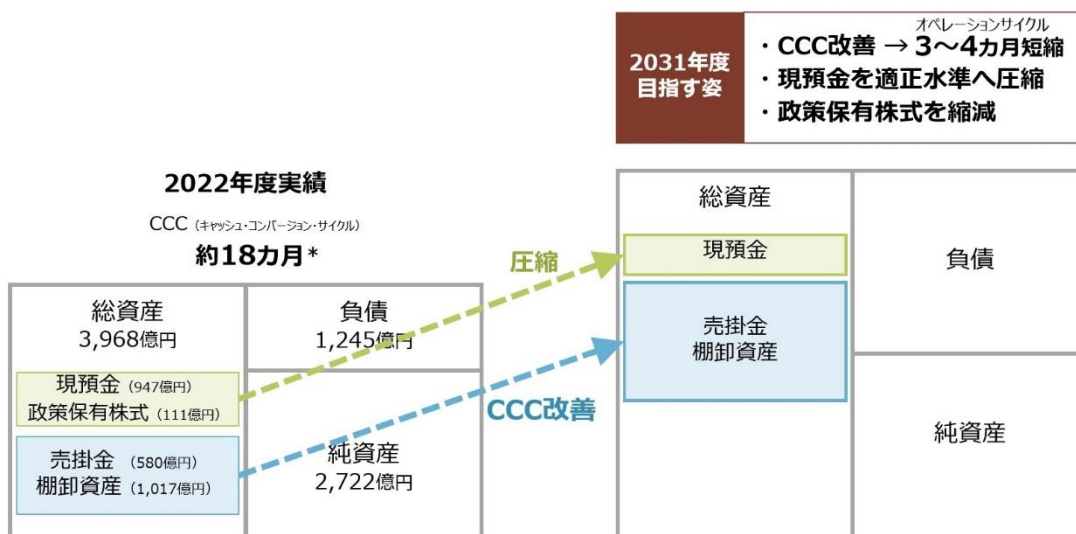 2031年度
目指す姿
オペレーションサイクル
・CCC改善 → 3～4カ月短縮
・現預金を適正水準へ圧縮
・政策保有株式を縮減
2022年度実績
CCC（キャッシュ・コンバージョン・サイクル）
約18カ月*
総資産
3,968億円
現預金（947億円）
政策保有株式（111億円）
売掛金（580億円）
棚卸資産（1,017億円）
負債
1,245億円
純資産
2,722億円
圧縮
CCC改善
総資産
現預金
売掛金
棚卸資産
負債
純資産